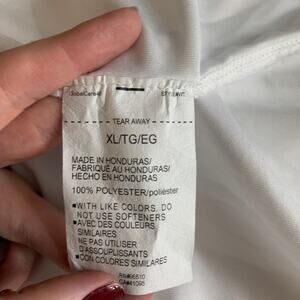 TEAR AWAY
XL/TG/EG
MADE IN HONDURAS/
FABRIQUÉ AU HONDURAS/
HECHO EN HONDURAS
100% POLYESTER/poliéster
■WITH LIKE COLORS. DO
NOT USE SOFTENERS
■AVEC DES COULEURS
SIMILAIRES
NE PAS UTILISER
D'ASSOUPLISSANTS
■CON COLORES SIMILARES